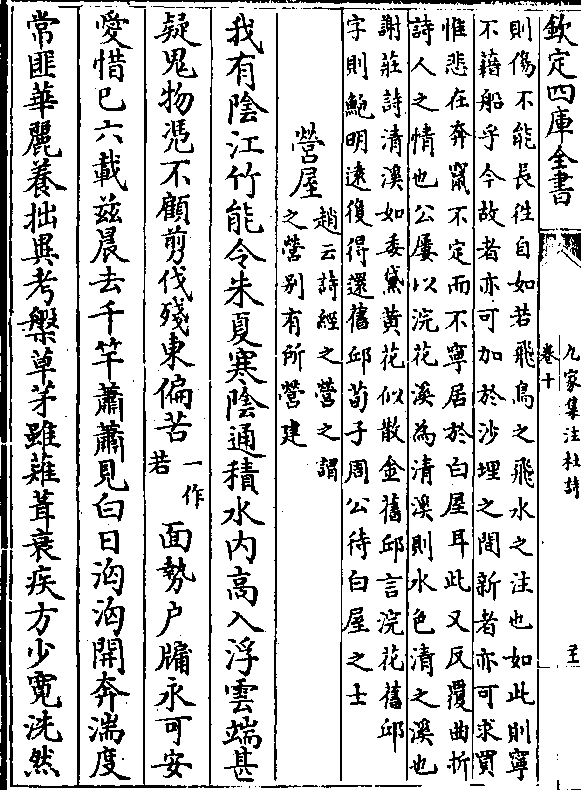 欽定四庫全書
九家集注杜詩
卷十
則傷不能長往自如若飛鳥之飛水之注也如此則寧
不藉船乎今故者亦可加於沙埋之間新者亦可求買
惟悲在奔竄不定而不寧居於白屋耳此又反覆曲折
詩人之情也公屢以浣花溪為清溪則水色清之溪也
謝莊詩清溪如委黛黄花似散金舊邱言浣花舊邱
字則鮑明逺復得還舊邱荀子周公待白屋之士
營屋
趙云詩經之營之謂
之營别有所營建
我有陰江竹能令朱夏寒陰通積水内高入浮雲端甚
疑鬼物憑不顧剪伐殘東偏苦
一作
若
面勢户牖永可安
愛惜已六載兹晨去千竿蕭蕭見白日洶洶開奔湍度
常匪華麗養拙異考槃草茅雖薙葺衰疾方少寛洗然